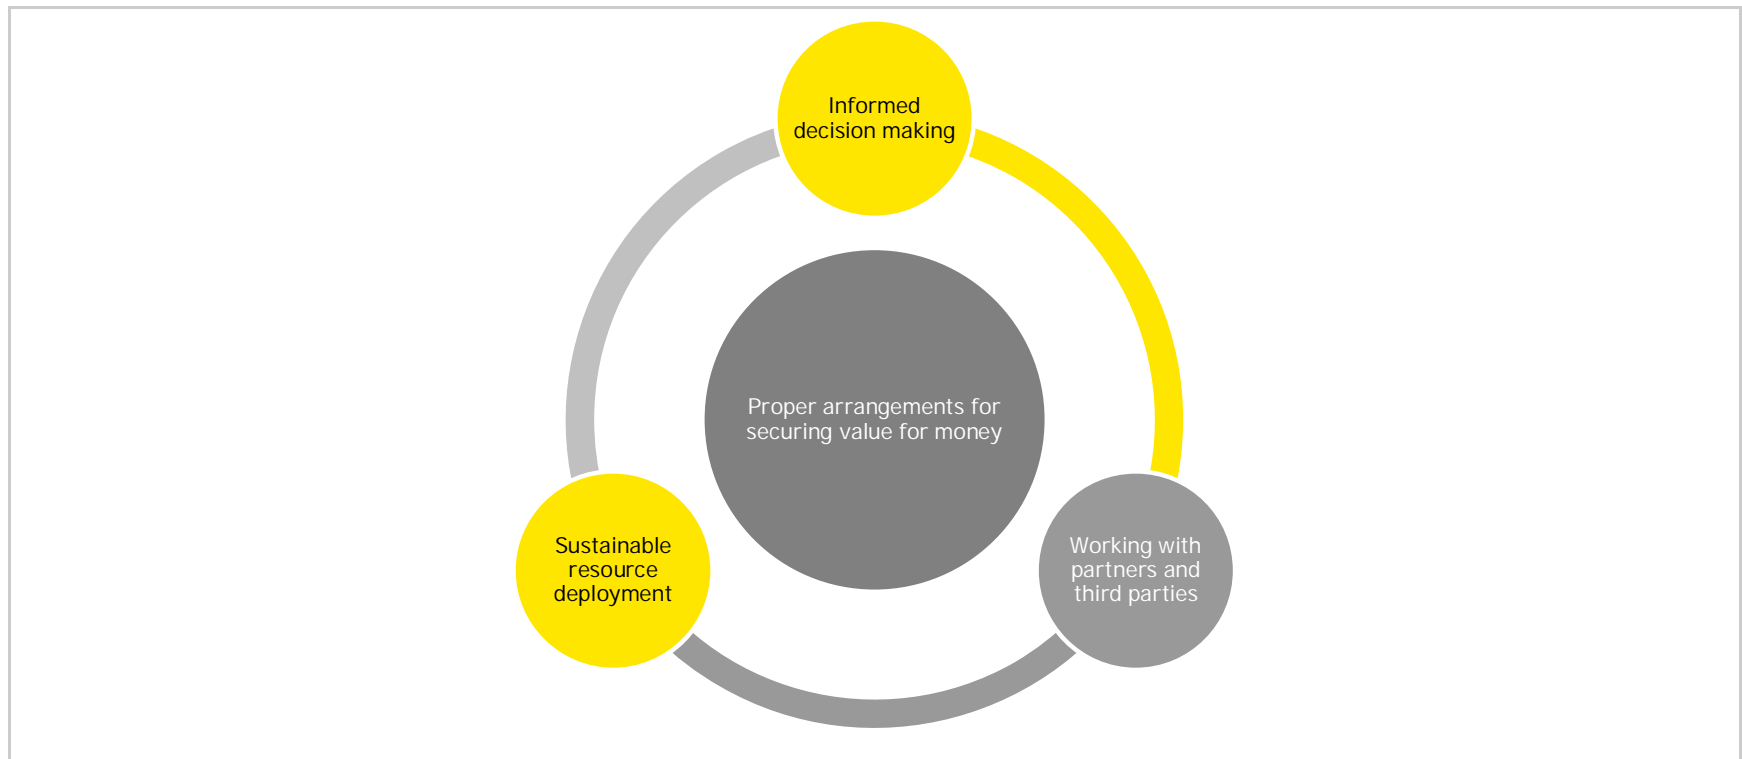 Informed
decision making
Proper arrangements for
securing value for money
Sustainable
resource
deployment
Working with
partners and
third parties